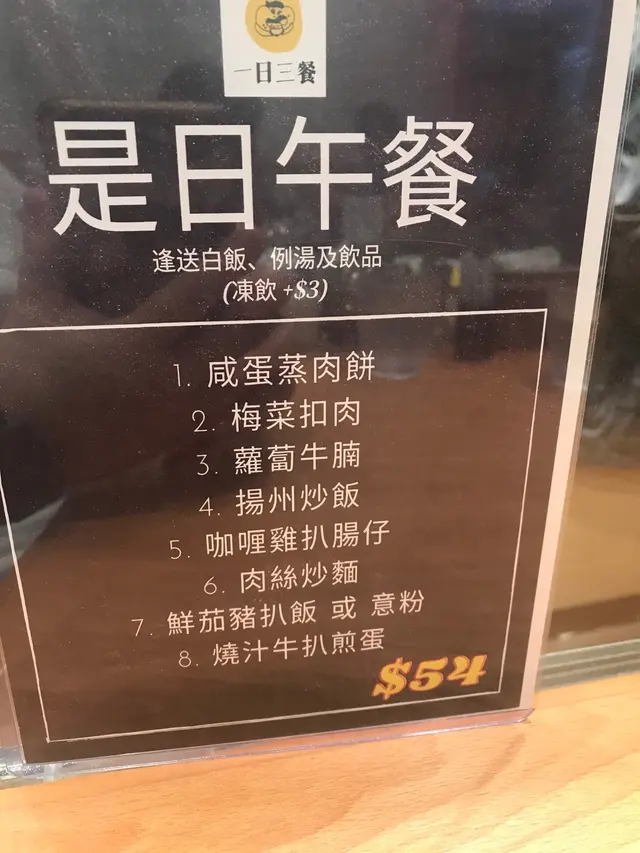 一日三餐
是日午餐
逢送白飯、例湯及飲品
(凍飲 +$3)
1. 咸蛋蒸肉餅
2. 梅菜扣肉
3. 蘿蔔牛腩
4. 揚州炒飯
5. 咖喱雞扒腸仔
6. 肉絲炒麵
7. 鮮茄豬扒飯 或 意粉
8. 燒汁牛扒煎蛋
$54